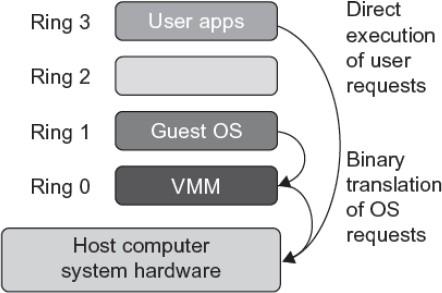 Ring 3
User apps
Direct
execution
of user
requests
Ring 2
Ring 1
Guest OS
Ring 0
VMM
Binary
translation
of OS
requests
Host computer
system hardware